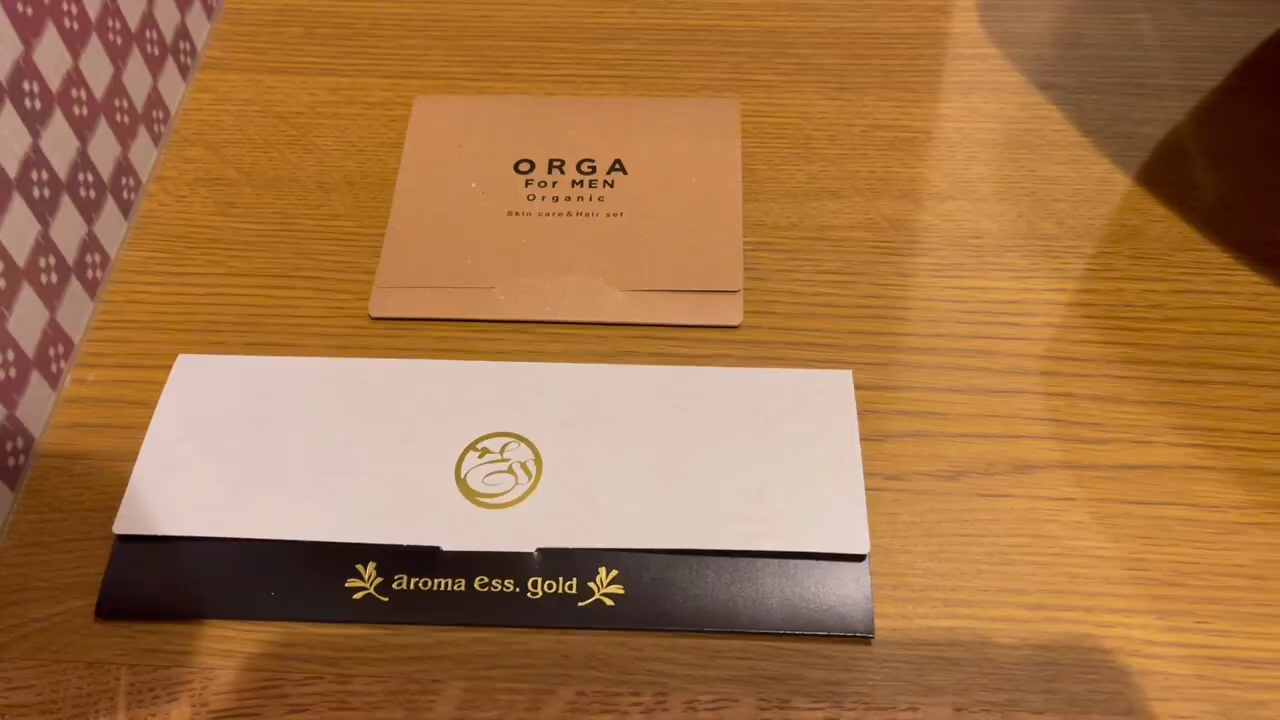 ORGA
For MEN
Organic
Skin care & Hair set
aroma ess. gold